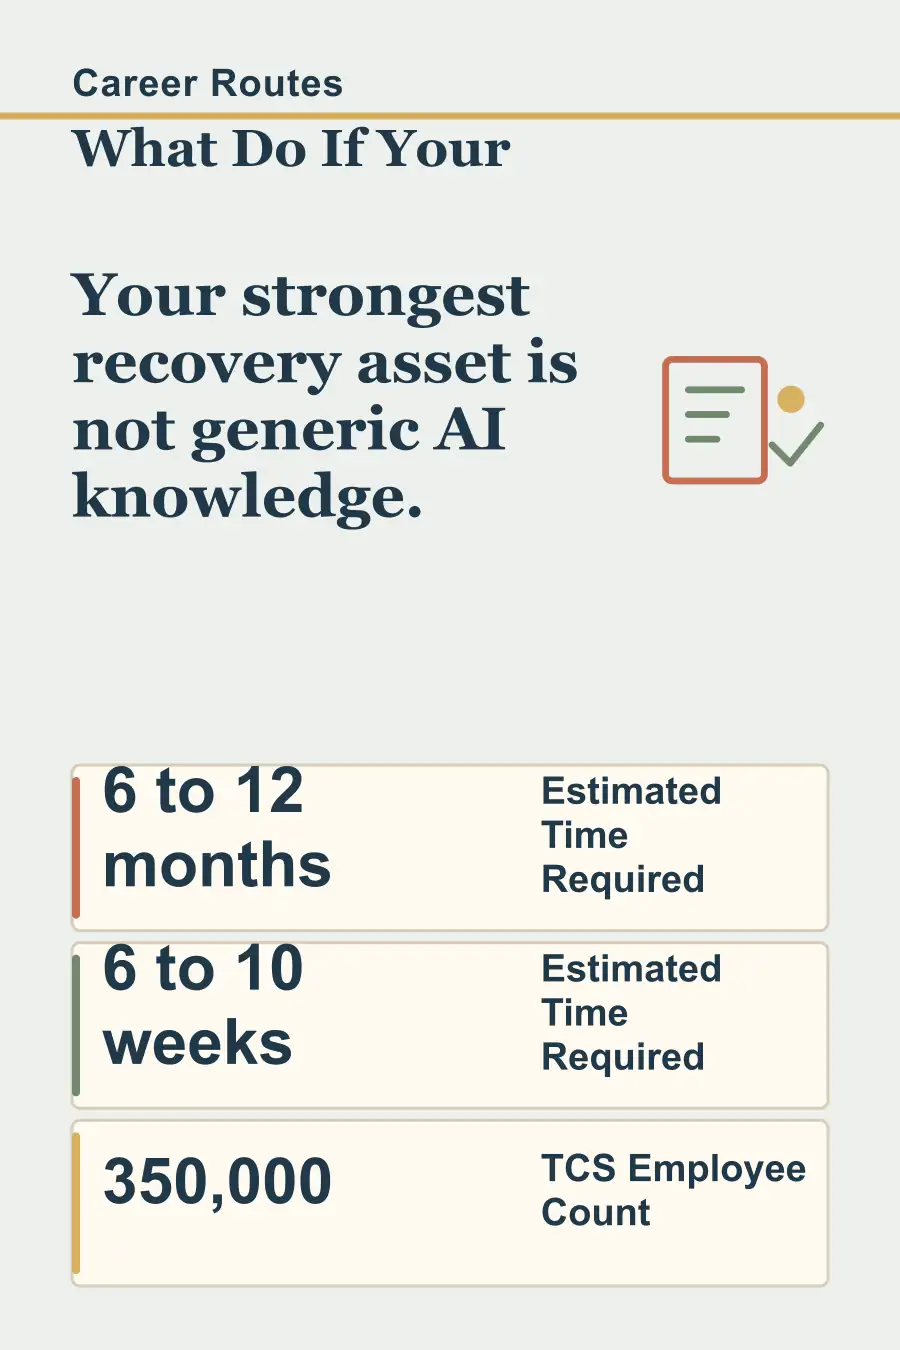 Career Routes
What Do If Your
Your strongest
recovery asset is
not generic AI
knowledge.
6 to 12
months
Estimated
Time
Required
6 to 10
weeks
Estimated
Time
Required
350,000
TCS Employee
Count